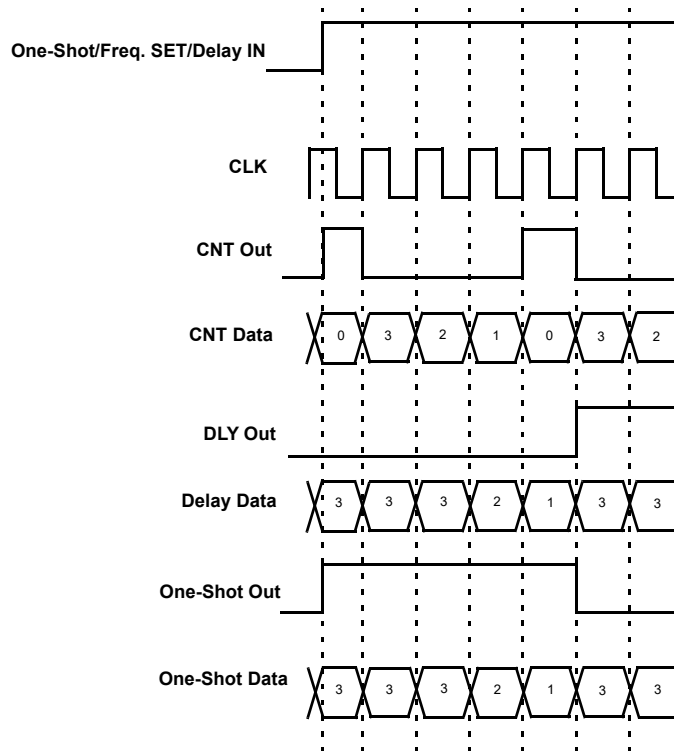 One-Shot/Freq. SET/Delay IN
CLK
CNT Out
CNT Data 0 3 2 1 0 3 2
DLY Out
Delay Data 3 3 3 2 1 3 3
One-Shot Out
One-Shot Data 3 3 3 2 1 3 3